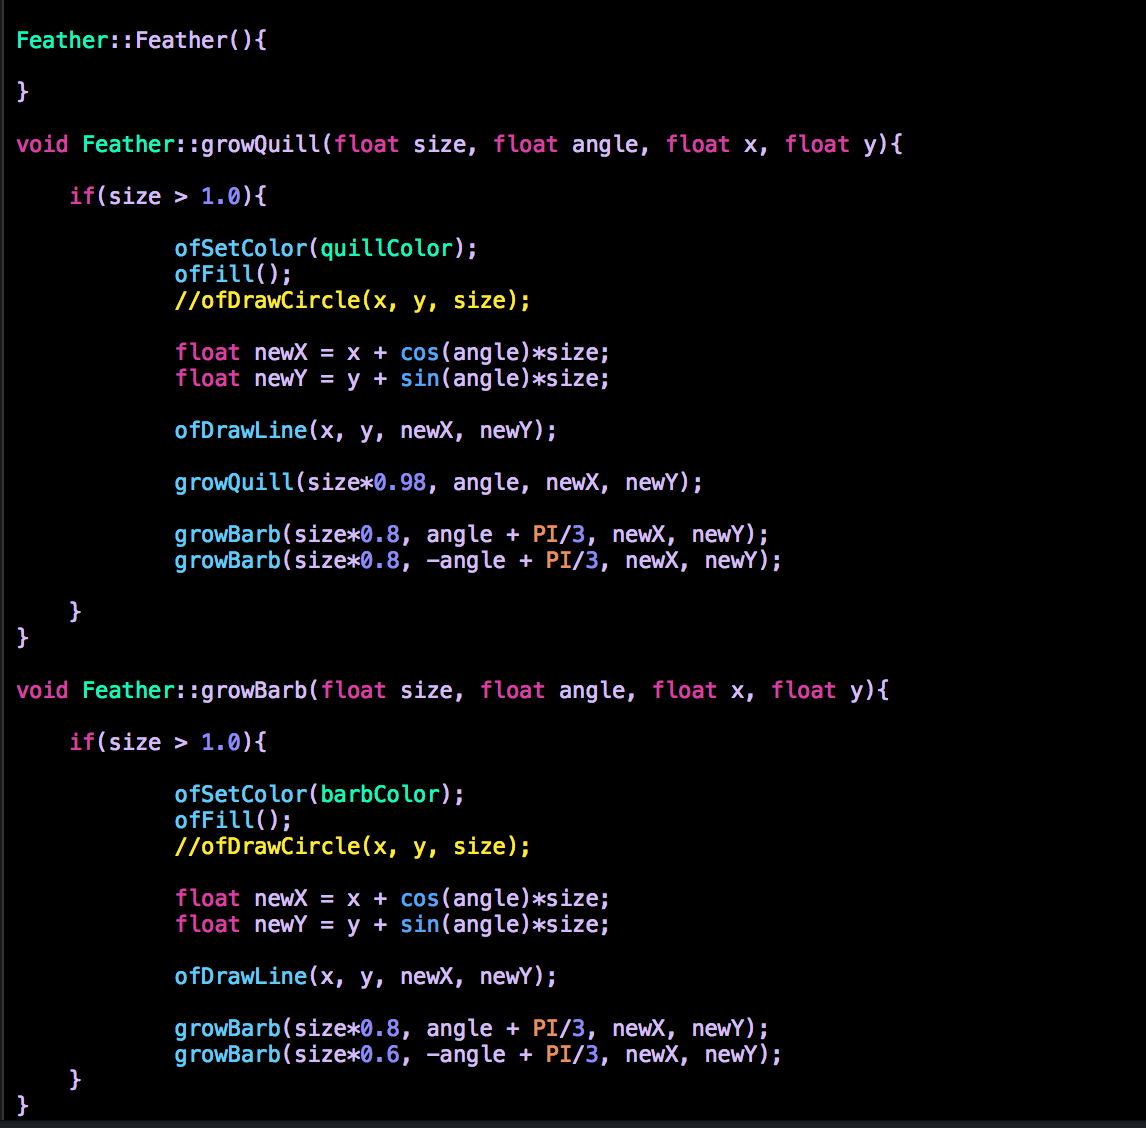 Feather::Feather(){
}
void Feather::growQuill(float size, float angle, float x, float y){
if(size > 1.0){
ofSetColor(quillColor);
ofFill();
//ofDrawCircle(x, y, size);
float newX = x + cos(angle)*size;
float newY = y + sin(angle)*size;
ofDrawLine(x, y, newX, newY);
growQuill(size*0.98, angle, newX, newY);
growBarb(size*0.8, angle + PI/3, newX, newY);
growBarb(size*0.8, -angle + PI/3, newX, newY);
}
}
void Feather::growBarb(float size, float angle, float x, float y){
if(size > 1.0){
ofSetColor(barbColor);
ofFill();
//ofDrawCircle(x, y, size);
float newX = x + cos(angle)*size;
float newY = y + sin(angle)*size;
ofDrawLine(x, y, newX, newY);
growBarb(size*0.8, angle + PI/3, newX, newY);
growBarb(size*0.6, -angle + PI/3, newX, newY);
}
}